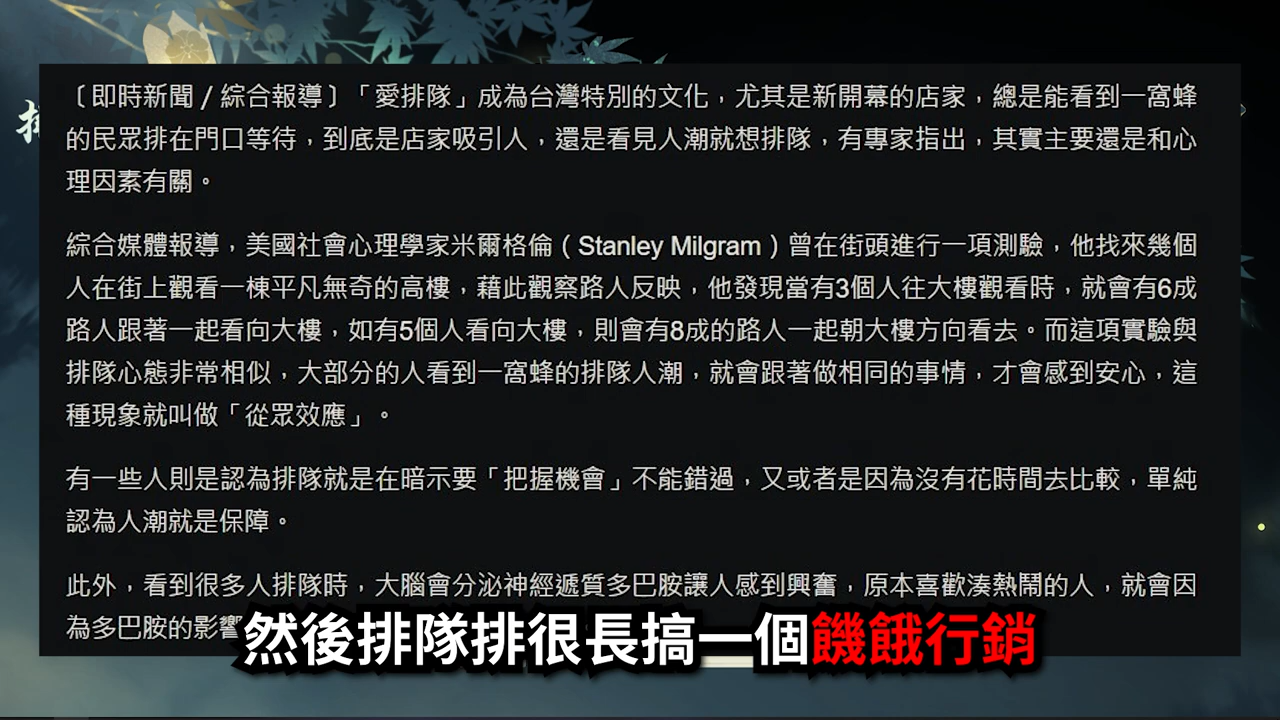 〔即時新聞／綜合報導〕「愛排隊」成為台灣特別的文化，尤其是新開幕的店家，總是能看到一窩蜂
的民眾排在門口等待，到底是店家吸引人，還是看見人潮就想排隊，有專家指出，其實主要還是和心
理因素有關。
綜合媒體報導，美國社會心理學家米爾格倫（Stanley Milgram）曾在街頭進行一項測驗，他找來幾個
人在街上觀看一棟平凡無奇的高樓，藉此觀察路人反映，他發現當有3個人往大樓觀看時，就會有6成
路人跟著一起看向大樓，如有5個人看向大樓，則會有8成的路人一起朝大樓方向看去。而這項實驗與
排隊心態非常相似，大部分的人看到一窩蜂的排隊人潮，就會跟著做相同的事情，才會感到安心，這
種現象就叫做「從眾效應」。
有一些人則是認為排隊就是在暗示要「把握機會」不能錯過，又或者是因為沒有花時間去比較，單純
認為人潮就是保障。
此外，看到很多人排隊時，大腦會分泌神經遞質多巴胺讓人感到興奮，原本喜歡湊熱鬧的人，就會因
為多巴胺的影響
然後排隊排很長搞一個饑餓行銷